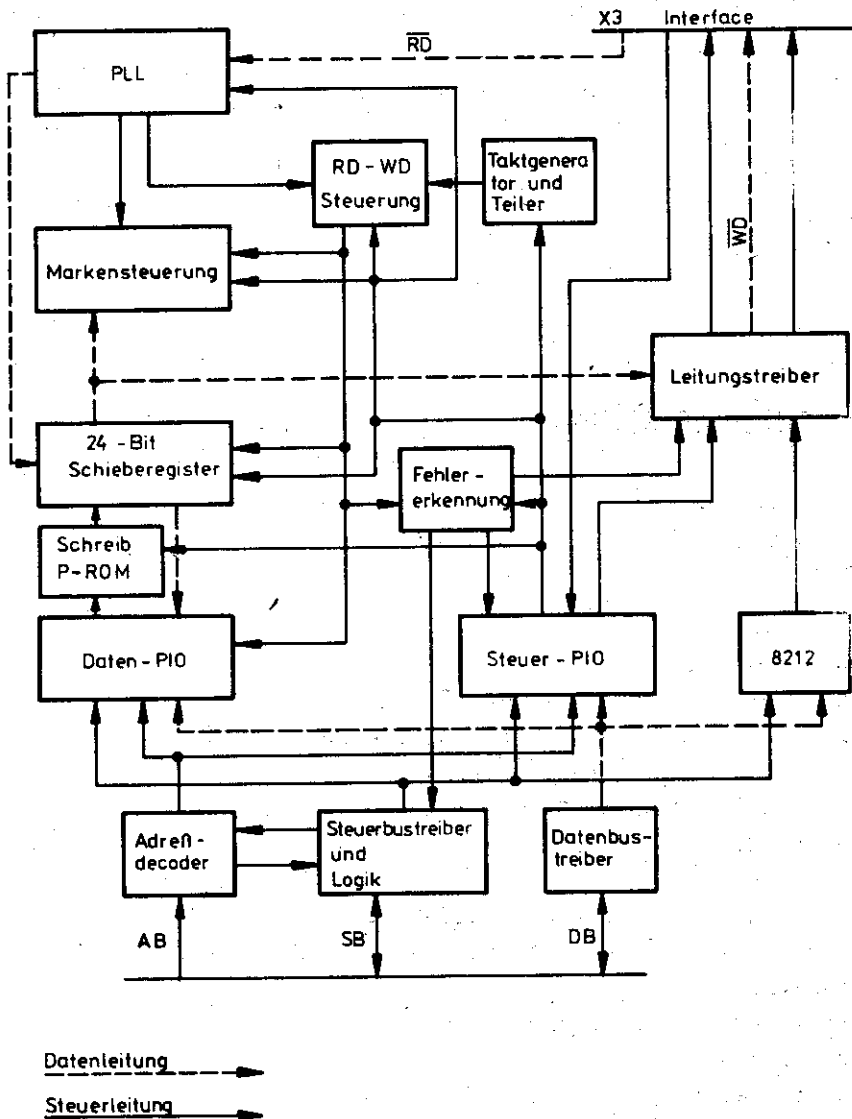 X3 Interface
RD
PLL
RD-WD
Steuerung
Taktgenera
tor und
Teiler
WD
Markensteuerung
Leitungstreiber
24-Bit
Schieberegister
Fehler-
erkennung
Schreib
P-ROM
Daten-PIO
Steuer-PIO
8212
Adreß-
decoder
Steuerbustreiber
und
Logik
Datenbus-
treiber
AB
SB
DB
Datenleitung
Steuerleitung